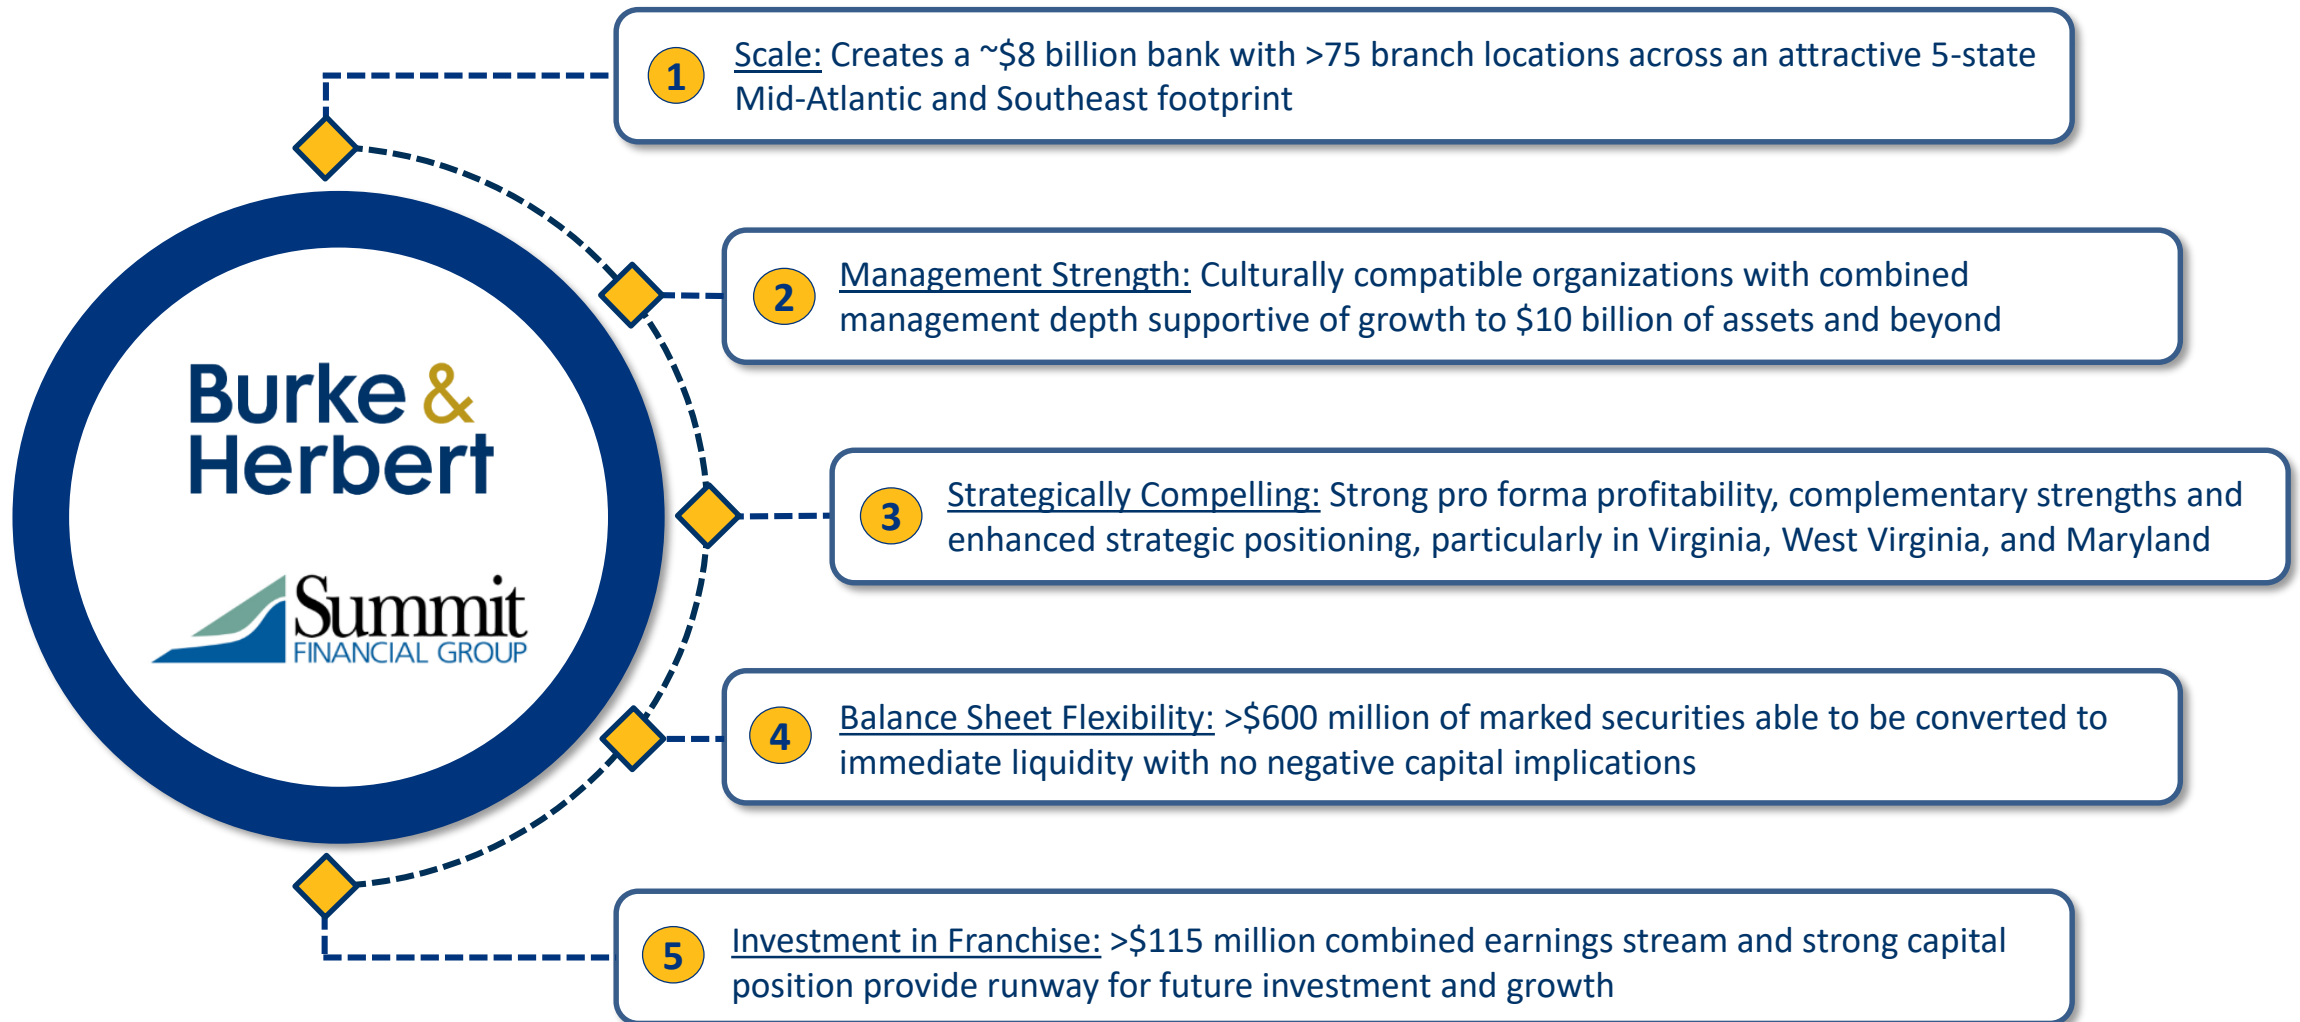 Burke &
Herbert
Summit
FINANCIAL GROUP
1
Scale: Creates a ~$8 billion bank with >75 branch locations across an attractive 5-state
Mid-Atlantic and Southeast footprint
2
Management Strength: Culturally compatible organizations with combined
management depth supportive of growth to $10 billion of assets and beyond
3
Strategically Compelling: Strong pro forma profitability, complementary strengths and
enhanced strategic positioning, particularly in Virginia, West Virginia, and Maryland
4
Balance Sheet Flexibility: >$600 million of marked securities able to be converted to
immediate liquidity with no negative capital implications
5
Investment in Franchise: >$115 million combined earnings stream and strong capital
position provide runway for future investment and growth